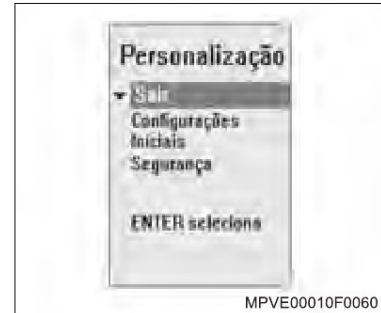 Personalização
Sair
Configurações
Iniciais
Segurança
ENTER seleciona
MPVE00010F0060